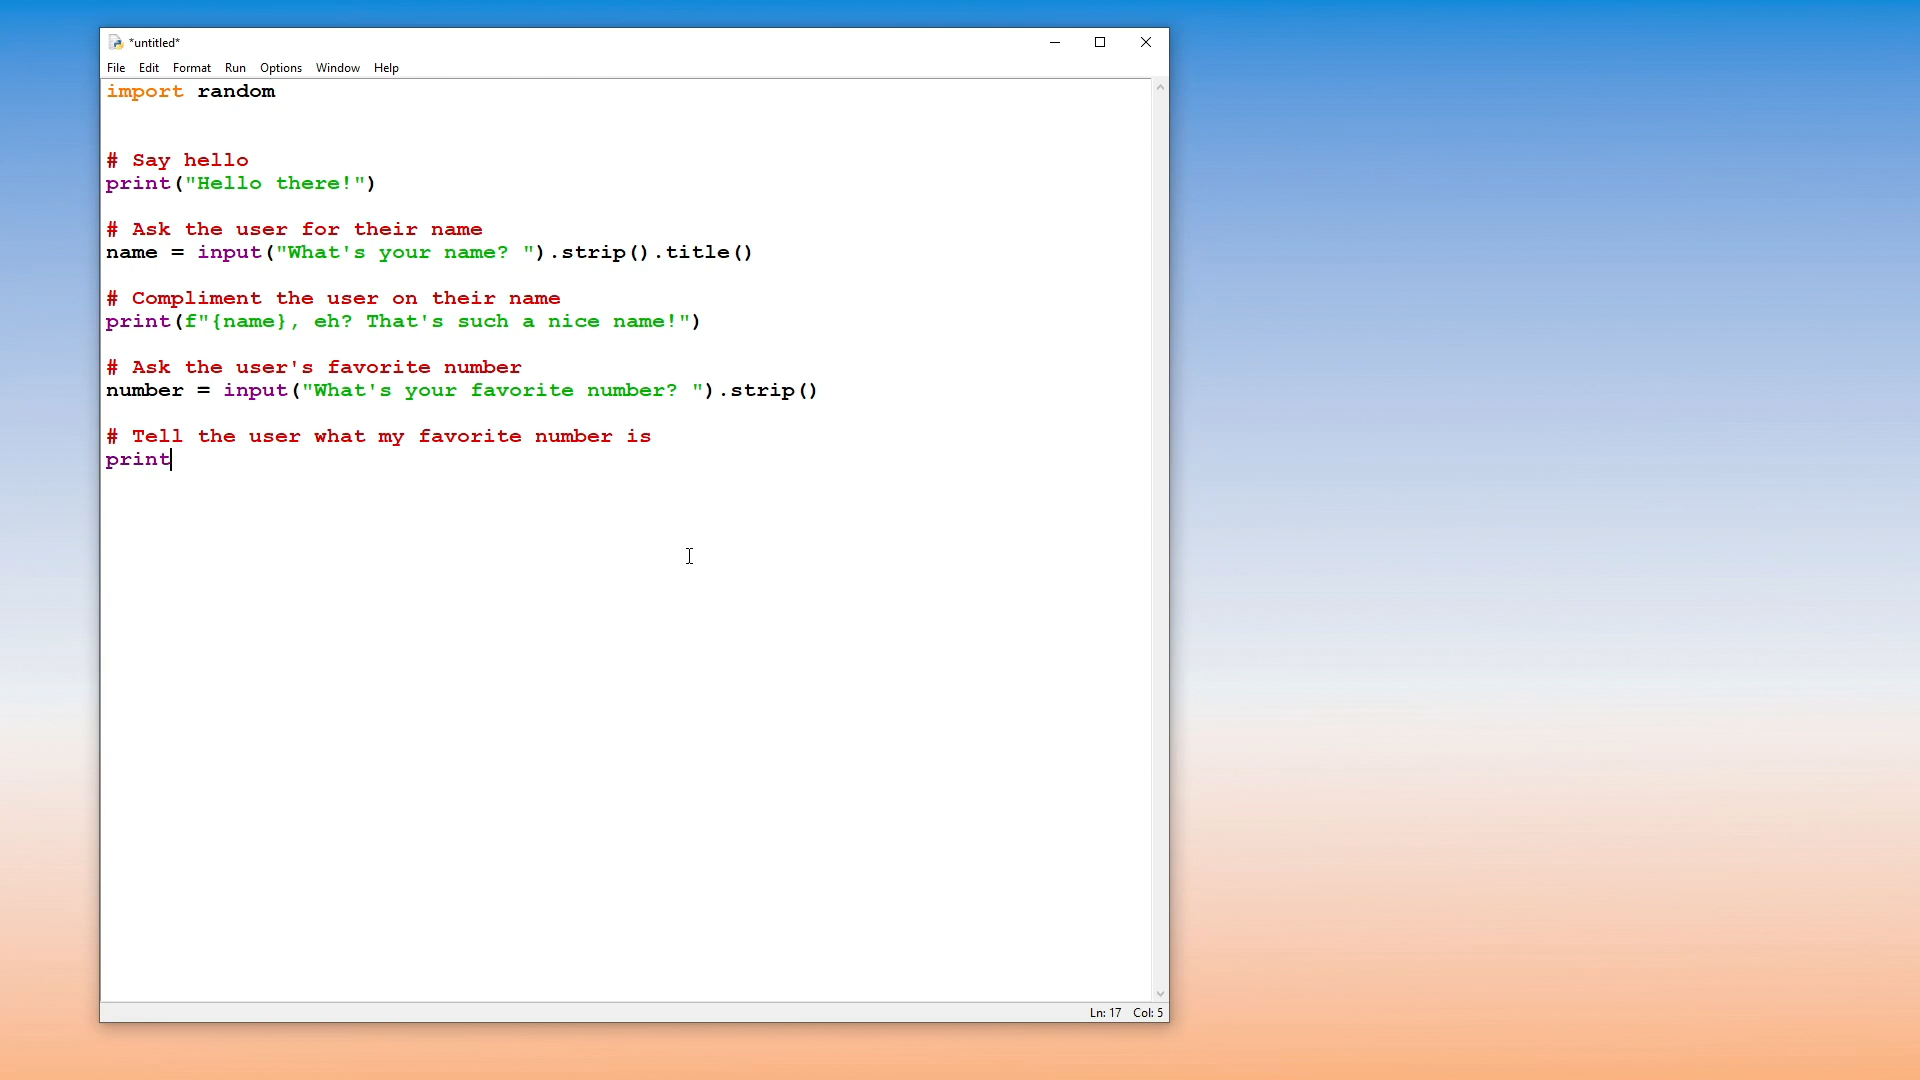 *untitled*
File Edit Format Run Options Window Help
import random
# Say hello
print("Hello there!")
# Ask the user for their name
name = input("What's your name? ").strip().title()
# Compliment the user on their name
print(f"{name}, eh? That's such a nice name!")
# Ask the user's favorite number
number = input("What's your favorite number? ").strip()
# Tell the user what my favorite number is
print
Ln: 17 Col: 5